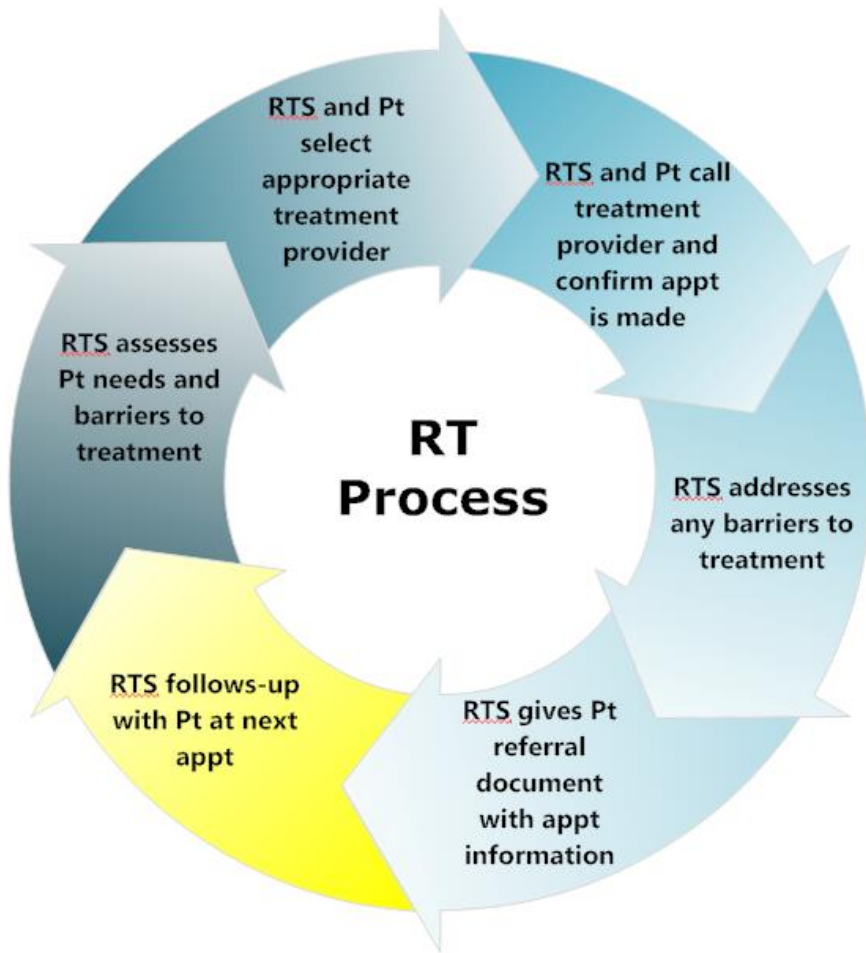 RTS and Pt
select
appropriate
treatment
provider
RTS and Pt call
treatment
provider and
confirm appt
is made
RTS addresses
any barriers to
treatment
RTS gives Pt
referral
document
with appt
information
RTS follows-up
with Pt at next
appt
RTS assesses
Pt needs and
barriers to
treatment
RT
Process